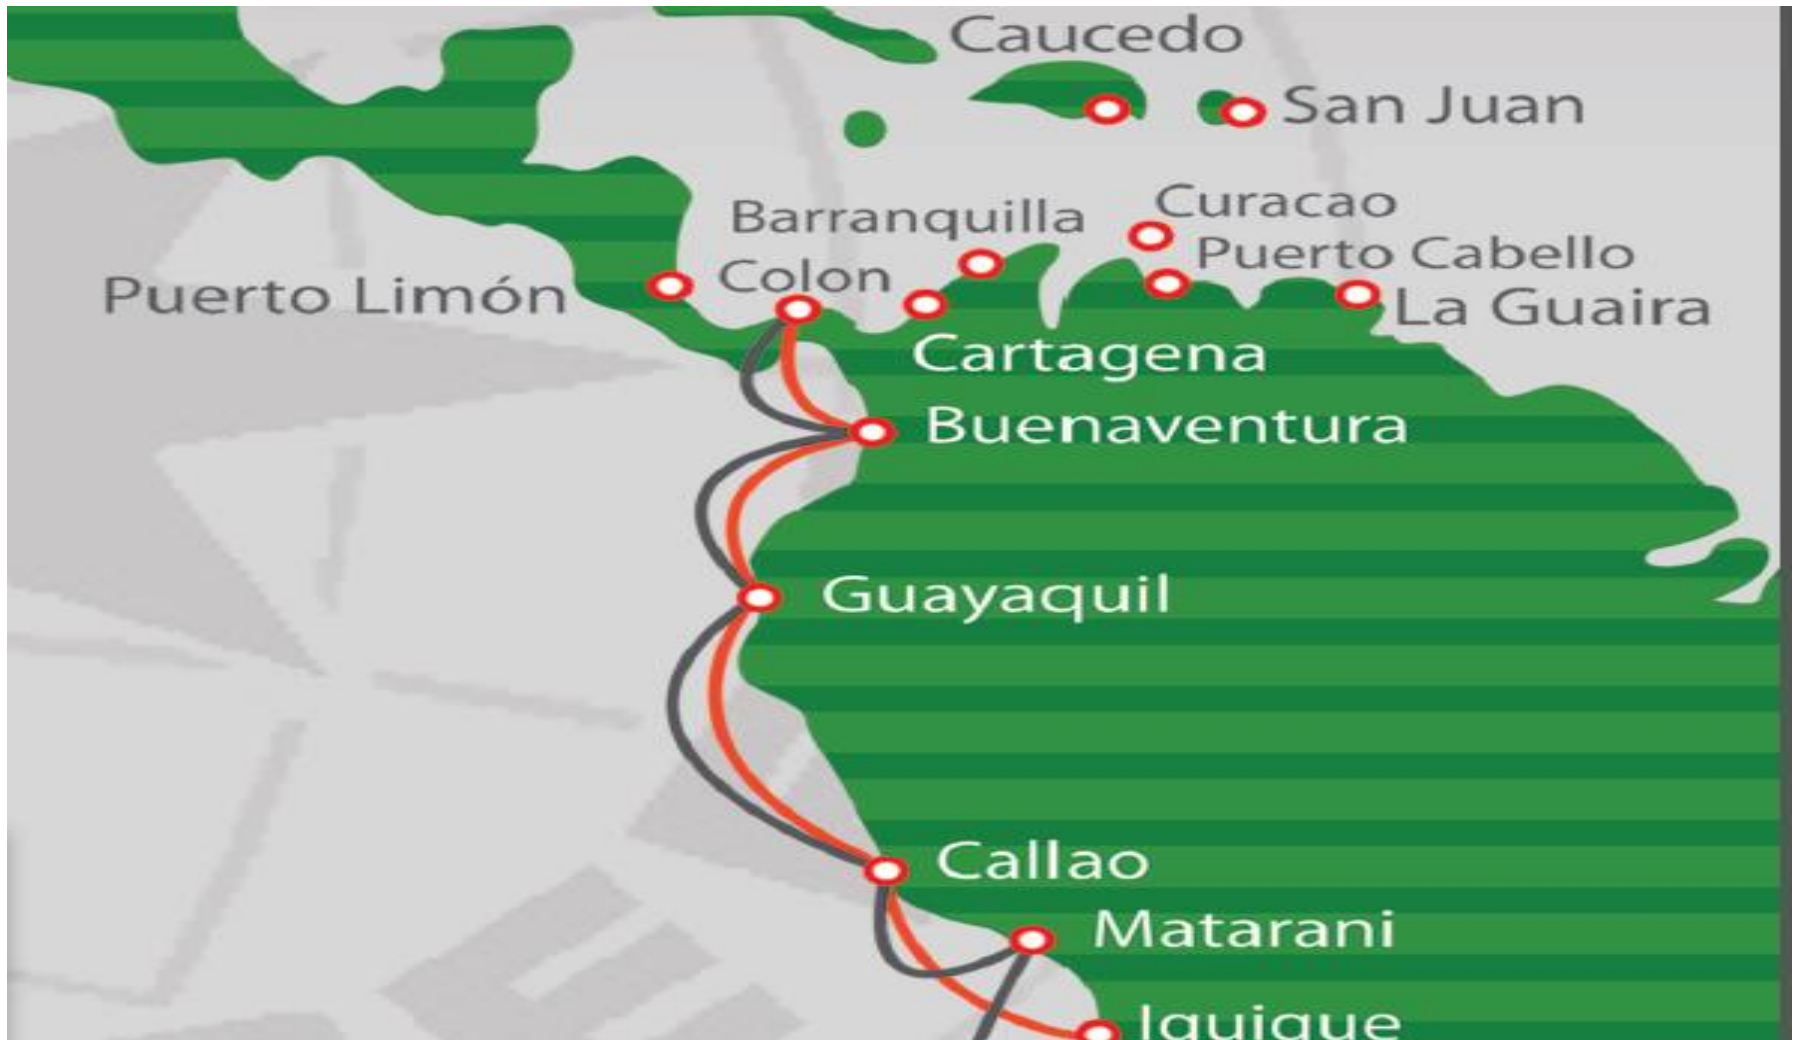 Caucedo
San Juan
Curacao
Barranquilla
Puerto Cabello
Colon
Puerto Limón
La Guaira
Cartagena
Buenaventura
Guayaquil
Callao
Matarani
Iquique